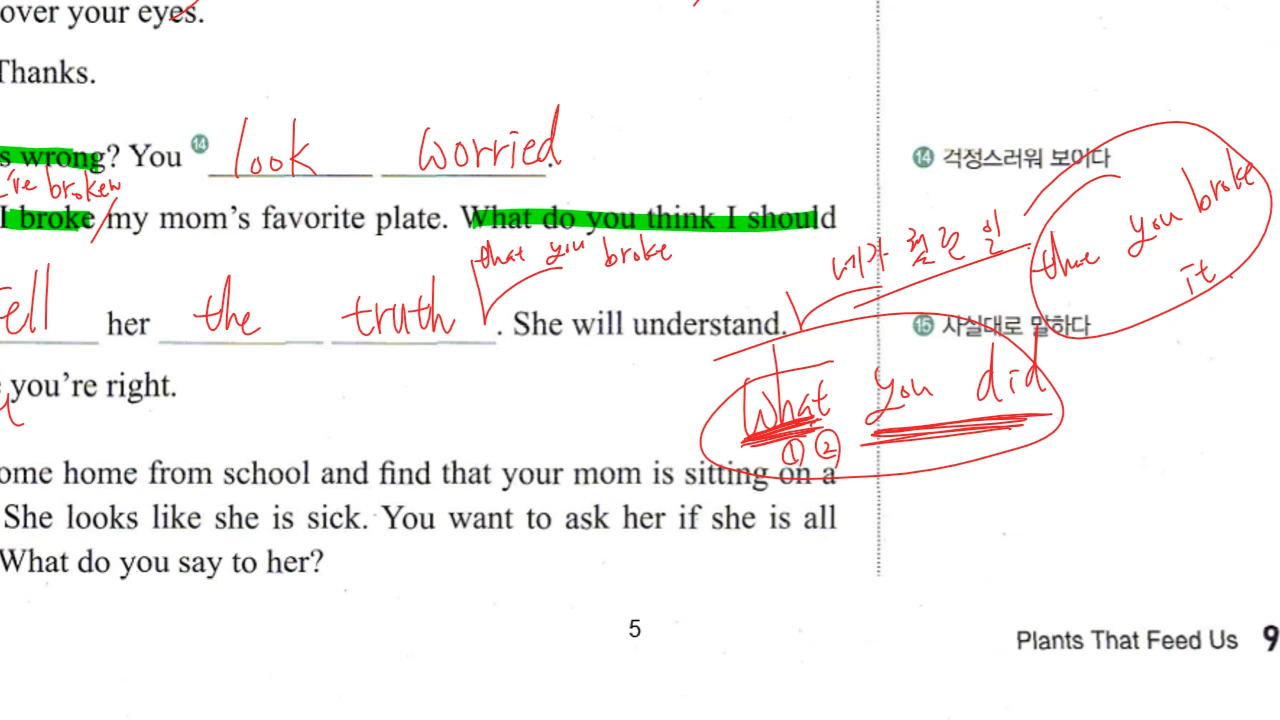 over your eyes.
Thanks.
s wrong? You ⑭ look worried.
⑭ 걱정스러워 보이다
've broken
I broke / my mom's favorite plate. What do you think I should
that you broke
네가 저지른 일
that you broke
it.
tell her the truth. She will understand.
⑮ 사실대로 말하다
What you did
① ②
you're right.
ome home from school and find that your mom is sitting on a
She looks like she is sick. You want to ask her if she is all
What do you say to her?
5
Plants That Feed Us 9